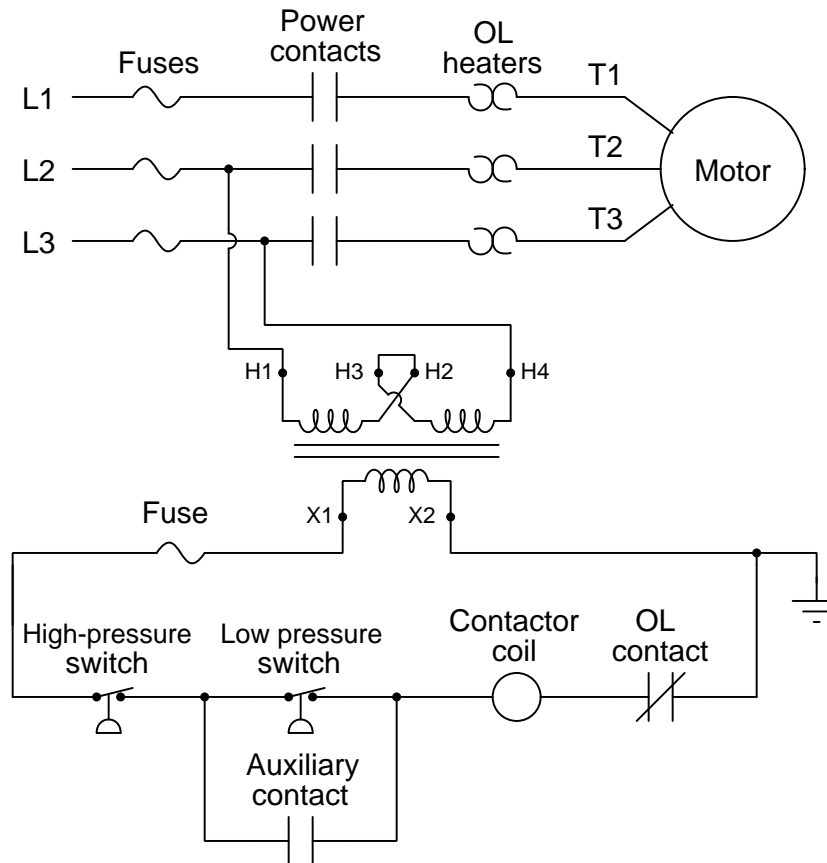 Power
contacts
OL
heaters
Fuses
T1
L1
T2
L2
Motor
T3
L3
H1
H3
H2
H4
Fuse
X1
X2
High-pressure
switch
Low pressure
switch
Contactor
coil
OL
contact
Auxiliary
contact